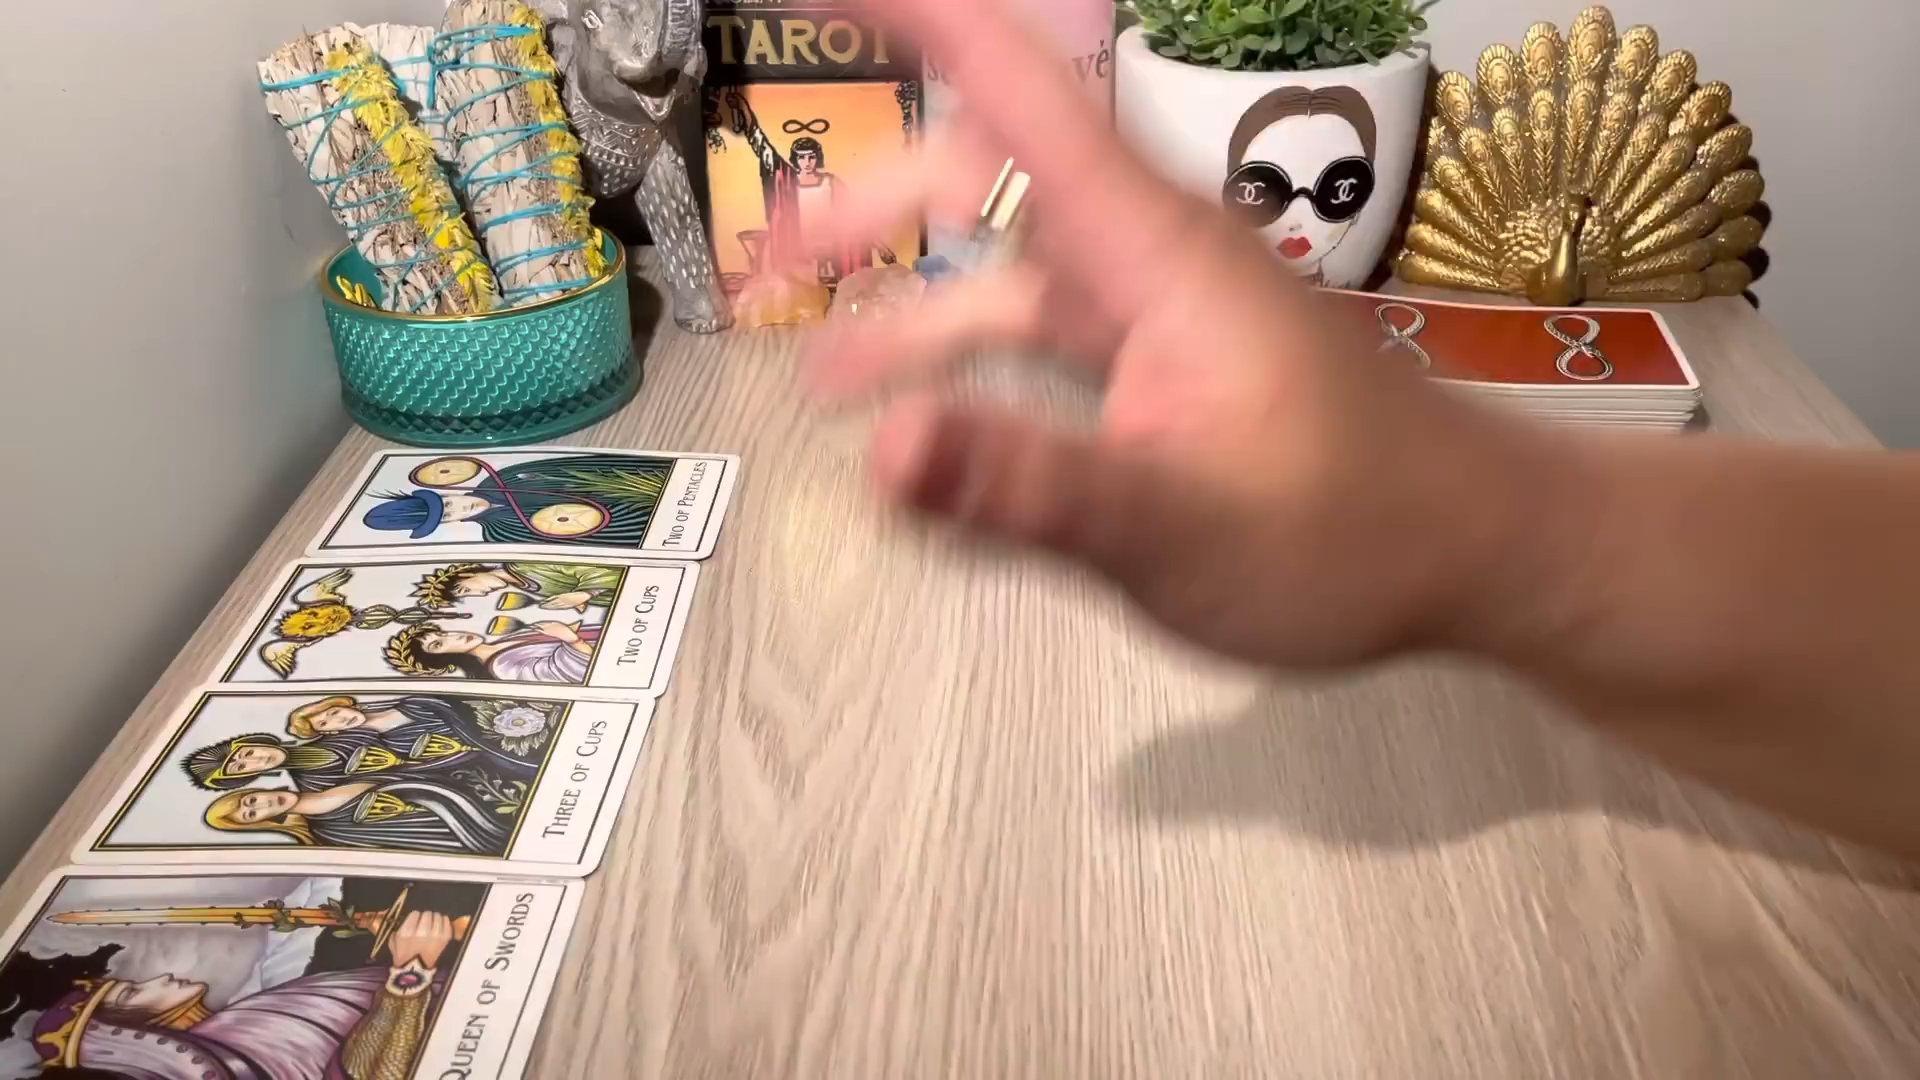 TAROT
TWO OF PENTACLES
TWO OF CUPS
THREE OF CUPS
QUEEN OF SWORDS